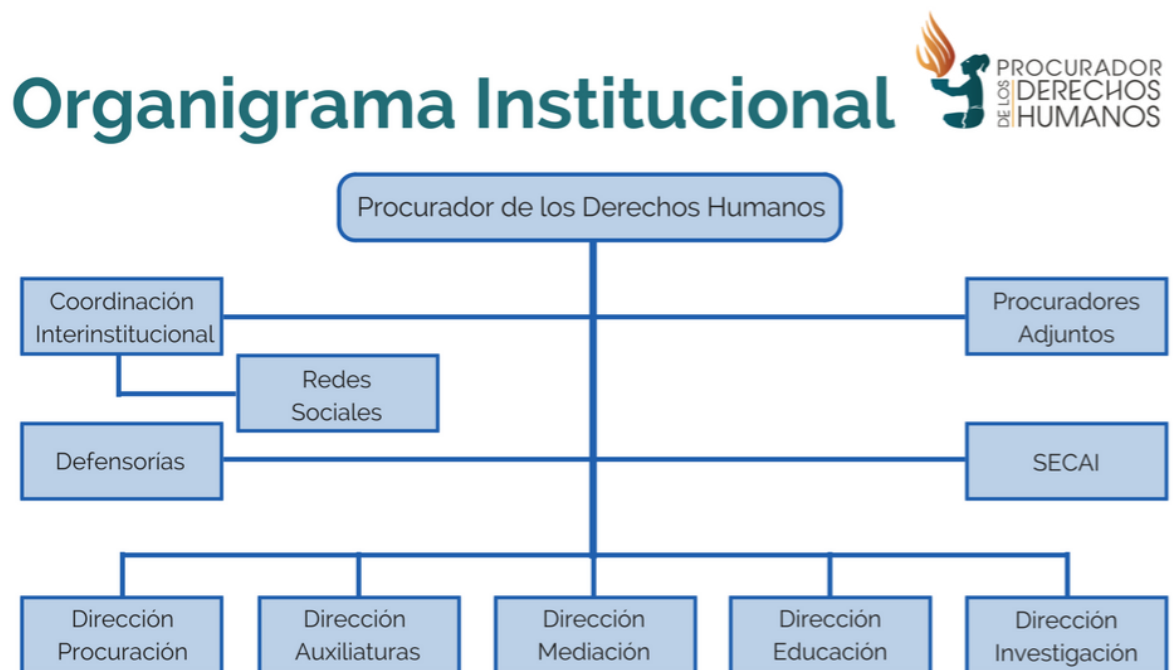 Organigrama Institucional
PROCURADOR
DE LOS
DERECHOS
HUMANOS
Procurador de los Derechos Humanos
Coordinación
Interinstitucional
Procuradores
Adjuntos
Redes
Sociales
Defensorías
SECAI
Dirección
Procuración
Dirección
Auxiliaturas
Dirección
Mediación
Dirección
Educación
Dirección
Investigación